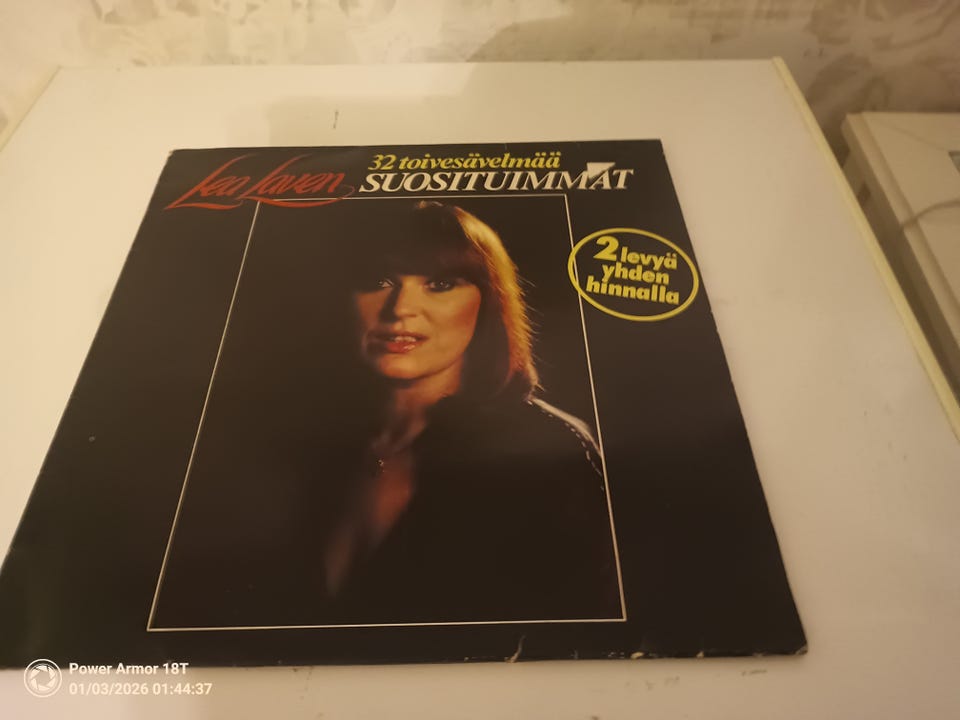 Lea Laven
32 toivesävelmää
SUOSITUIMMAT
2 levyä
yhden
hinnalla
Power Armor 18T
01/03/2026 01:44:37